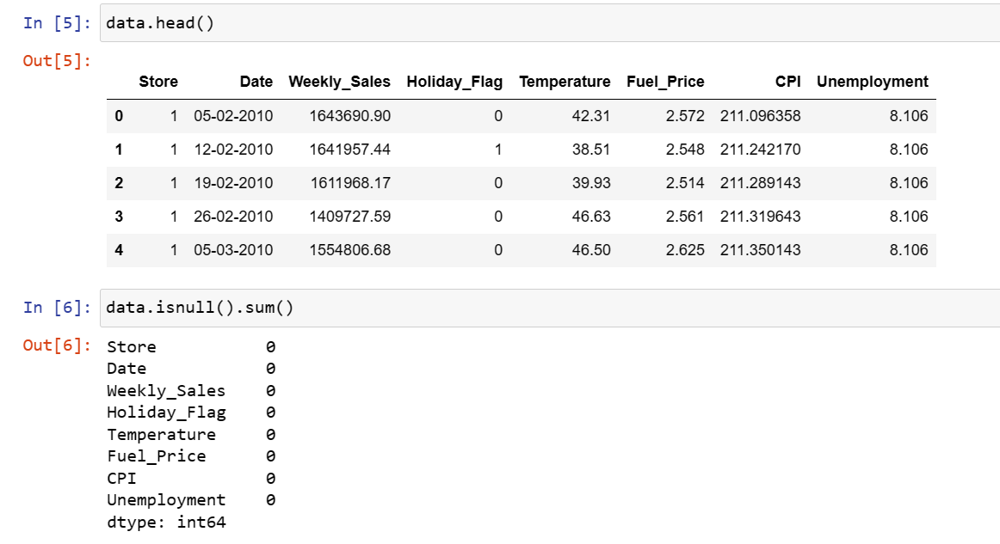 In [5]: data.head()
Out[5]:
Store Date Weekly_Sales Holiday_Flag Temperature Fuel_Price CPI Unemployment
0 1 05-02-2010 1643690.90 0 42.31 2.572 211.096358 8.106
1 1 12-02-2010 1641957.44 1 38.51 2.548 211.242170 8.106
2 1 19-02-2010 1611968.17 0 39.93 2.514 211.289143 8.106
3 1 26-02-2010 1409727.59 0 46.63 2.561 211.319643 8.106
4 1 05-03-2010 1554806.68 0 46.50 2.625 211.350143 8.106
In [6]: data.isnull().sum()
Out[6]: Store 0
Date 0
Weekly_Sales 0
Holiday_Flag 0
Temperature 0
Fuel_Price 0
CPI 0
Unemployment 0
dtype: int64